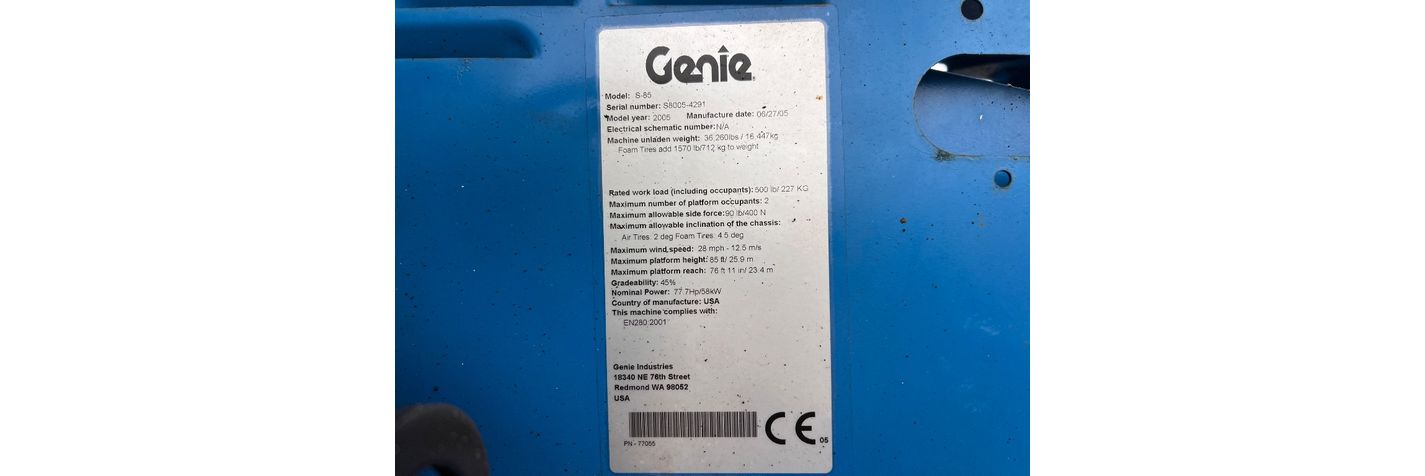 Genie
Model: S-85
Serial number: S8005-4291
Model year: 2005 Manufacture date: 06/27/05
Electrical schematic number: N/A
Machine unladen weight: 36,260lbs / 16,447kg
Foam Tires add 1570 lb/712 kg to weight
Rated work load (including occupants): 500 lb/ 227 KG
Maximum number of platform occupants: 2
Maximum allowable side force: 90 lb/400 N
Maximum allowable inclination of the chassis:
Air Tires: 2 deg Foam Tires: 4.5 deg
Maximum wind speed: 28 mph - 12.5 m/s
Maximum platform height: 85 ft/ 25.9 m
Maximum platform reach: 76 ft 11 in/ 23.4 m
Gradeability: 45%
Nominal Power: 77.7Hp/58kW
Country of manufacture: USA
This machine complies with:
EN280:2001
Genie Industries
18340 NE 76th Street
Redmond WA 98052
USA
CE 05
PN - 77055